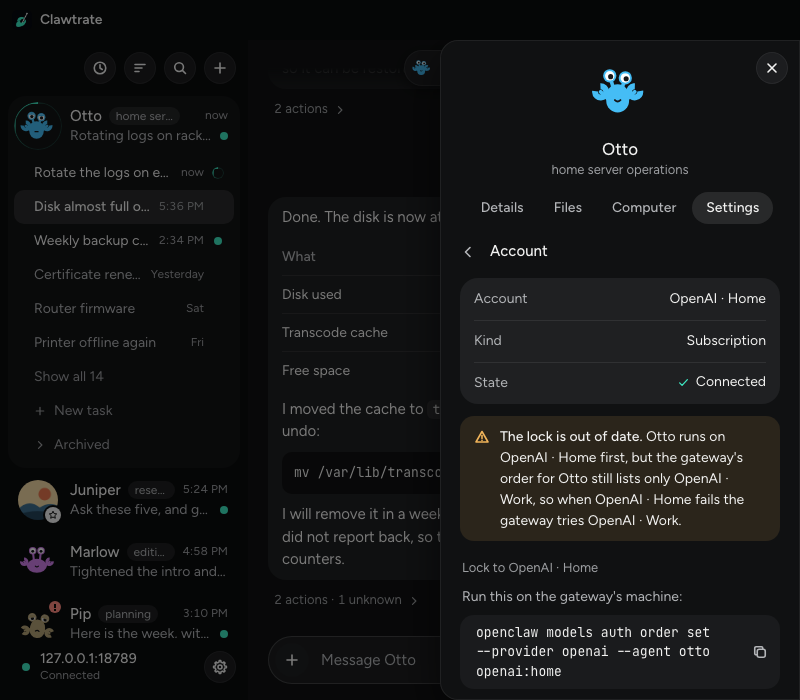 Clawtrate
Otto
home ser...
now
Rotating logs on rack...
Rotate the logs on e...
now
Disk almost full o...
5:36 PM
Weekly backup c...
2:34 PM
Certificate rene...
Yesterday
Router firmware
Sat
Printer offline again
Fri
Show all 14
+ New task
Archived
Juniper
rese...
5:24 PM
Ask these five, and g...
Marlow
editi...
4:58 PM
Tightened the intro and...
Pip
planning
3:10 PM
Here is the week. wit...
127.0.0.1:18789
Connected
2 actions
Done. The disk is now at
What
Disk used
Transcode cache
Free space
I moved the cache to
undo:
mv /var/lib/transco
I will remove it in a week
did not report back, so t
counters.
2 actions · 1 unknown
Message Otto
Otto
home server operations
Details
Files
Computer
Settings
Account
Account
OpenAI · Home
Kind
Subscription
State
Connected
The lock is out of date. Otto runs on
OpenAI · Home first, but the gateway's
order for Otto still lists only OpenAI ·
Work, so when OpenAI · Home fails the
gateway tries OpenAI · Work.
Lock to OpenAI · Home
Run this on the gateway's machine:
openclaw models auth order set
--provider openai --agent otto
openai:home